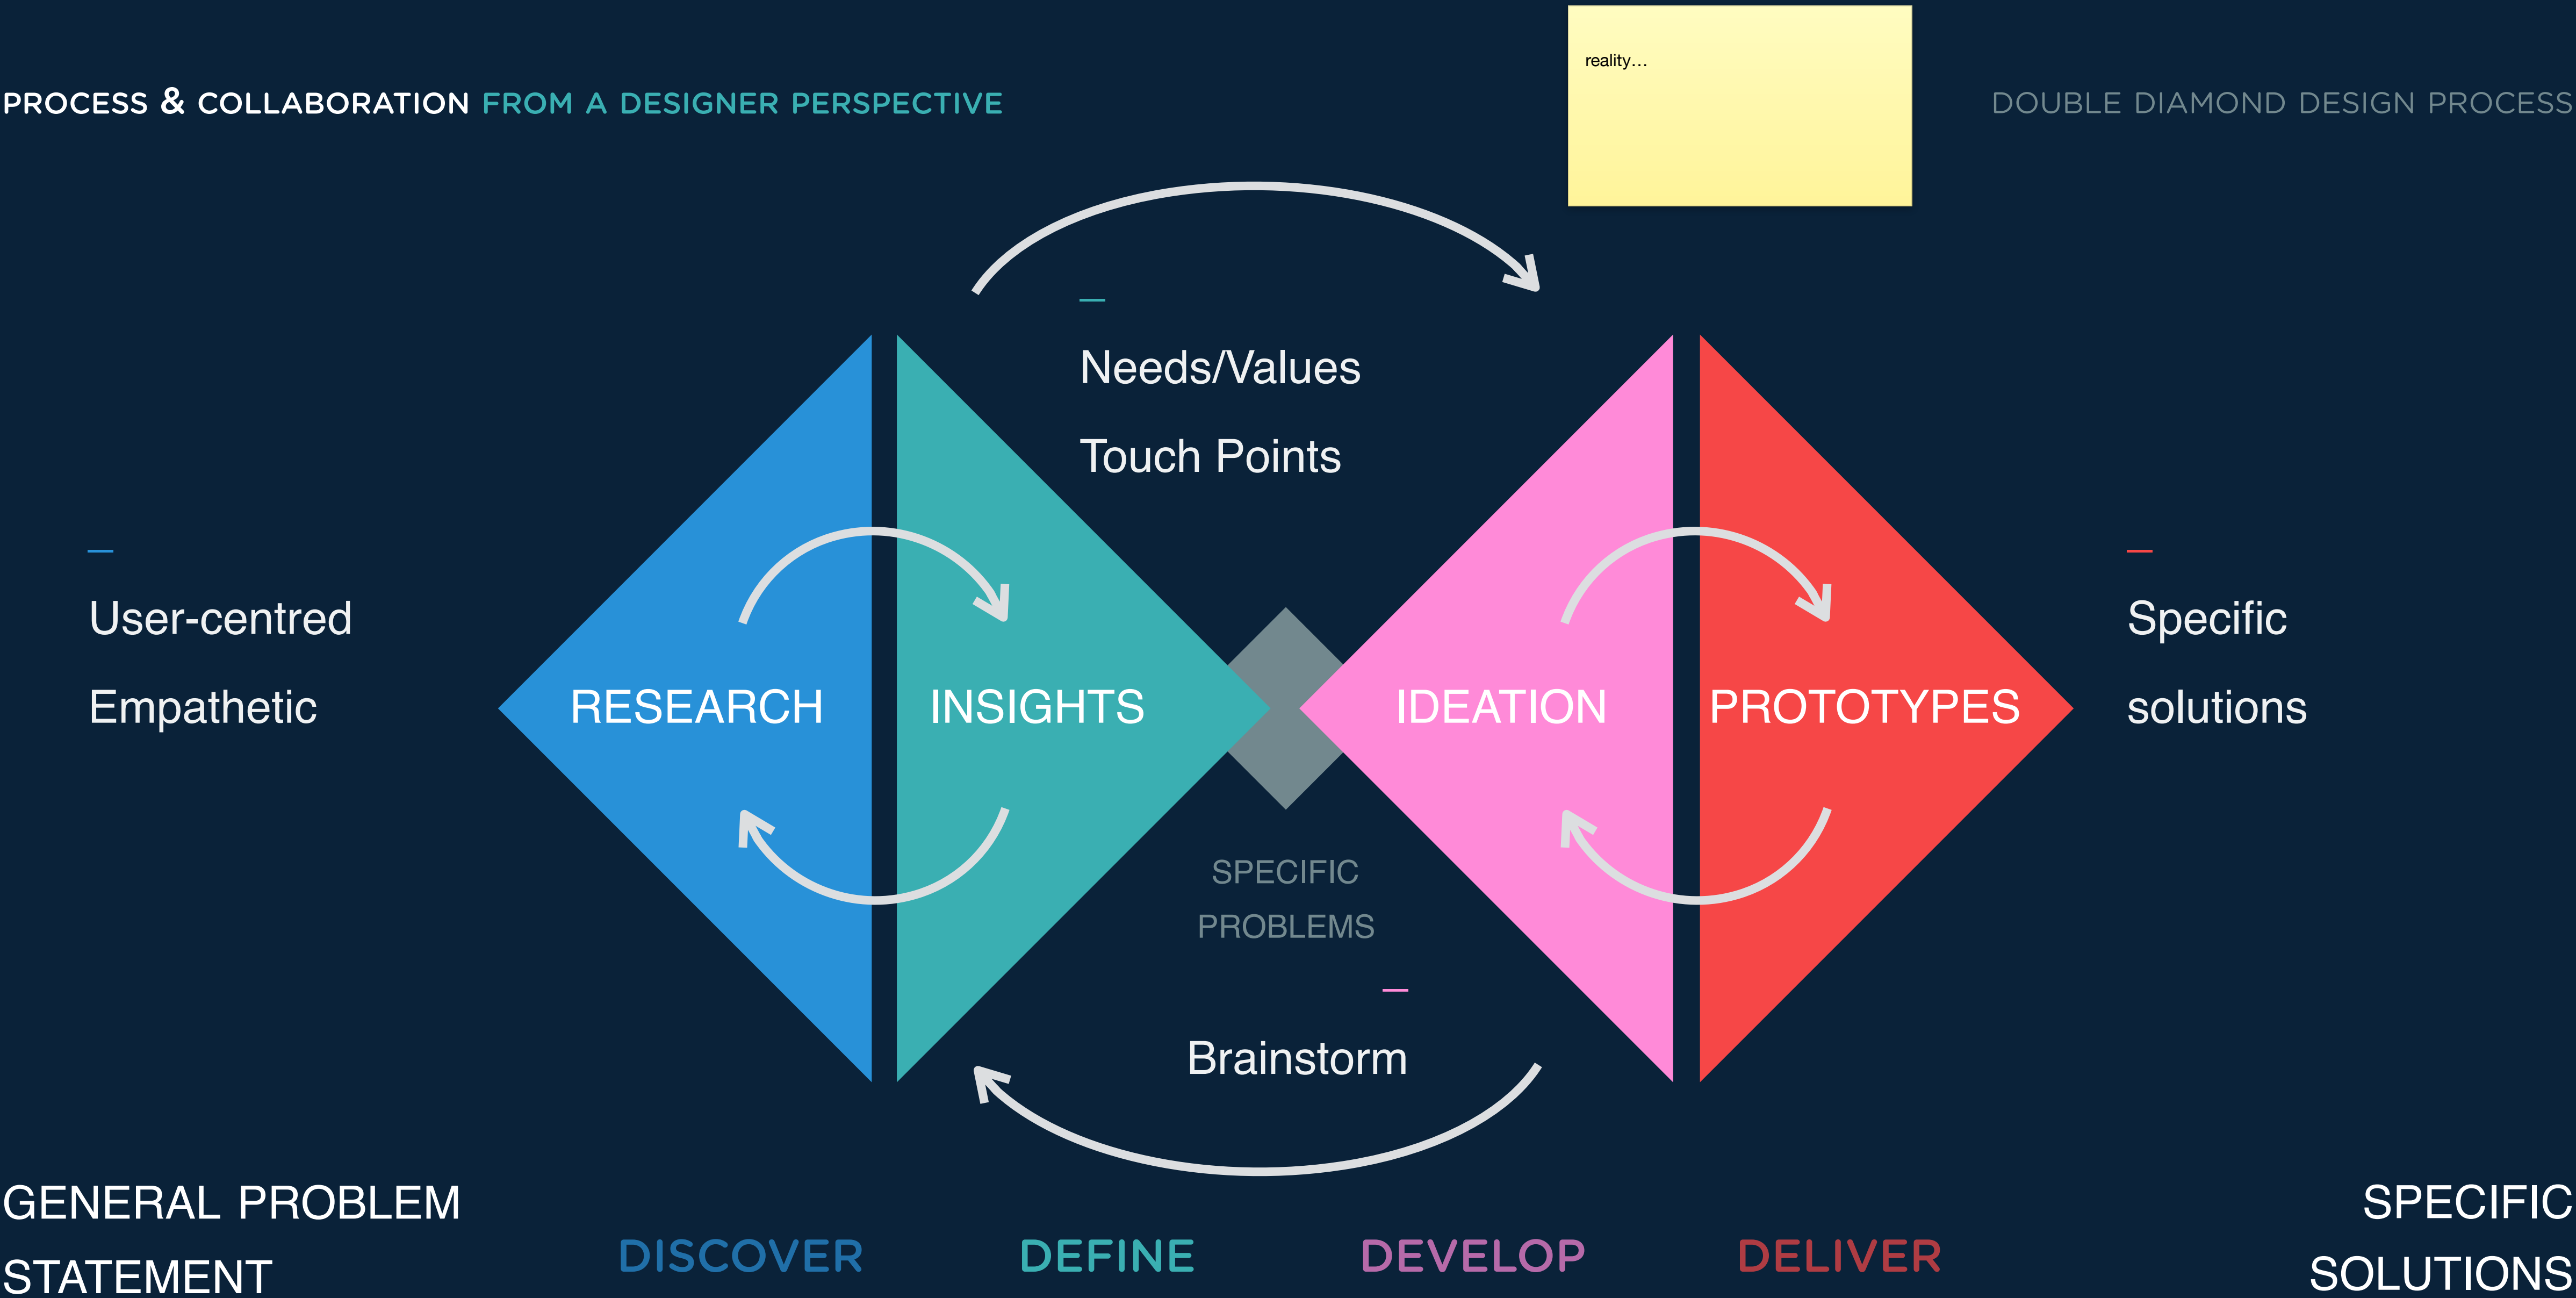 reality…
PROCESS & COLLABORATION FROM A DESIGNER PERSPECTIVE
DOUBLE DIAMOND DESIGN PROCESS
Needs/Values
Touch Points
User-centred
Empathetic
RESEARCH
INSIGHTS
IDEATION
PROTOTYPES
Specific
solutions
SPECIFIC
PROBLEMS
Brainstorm
GENERAL PROBLEM
STATEMENT
DISCOVER
DEFINE
DEVELOP
DELIVER
SPECIFIC
SOLUTIONS